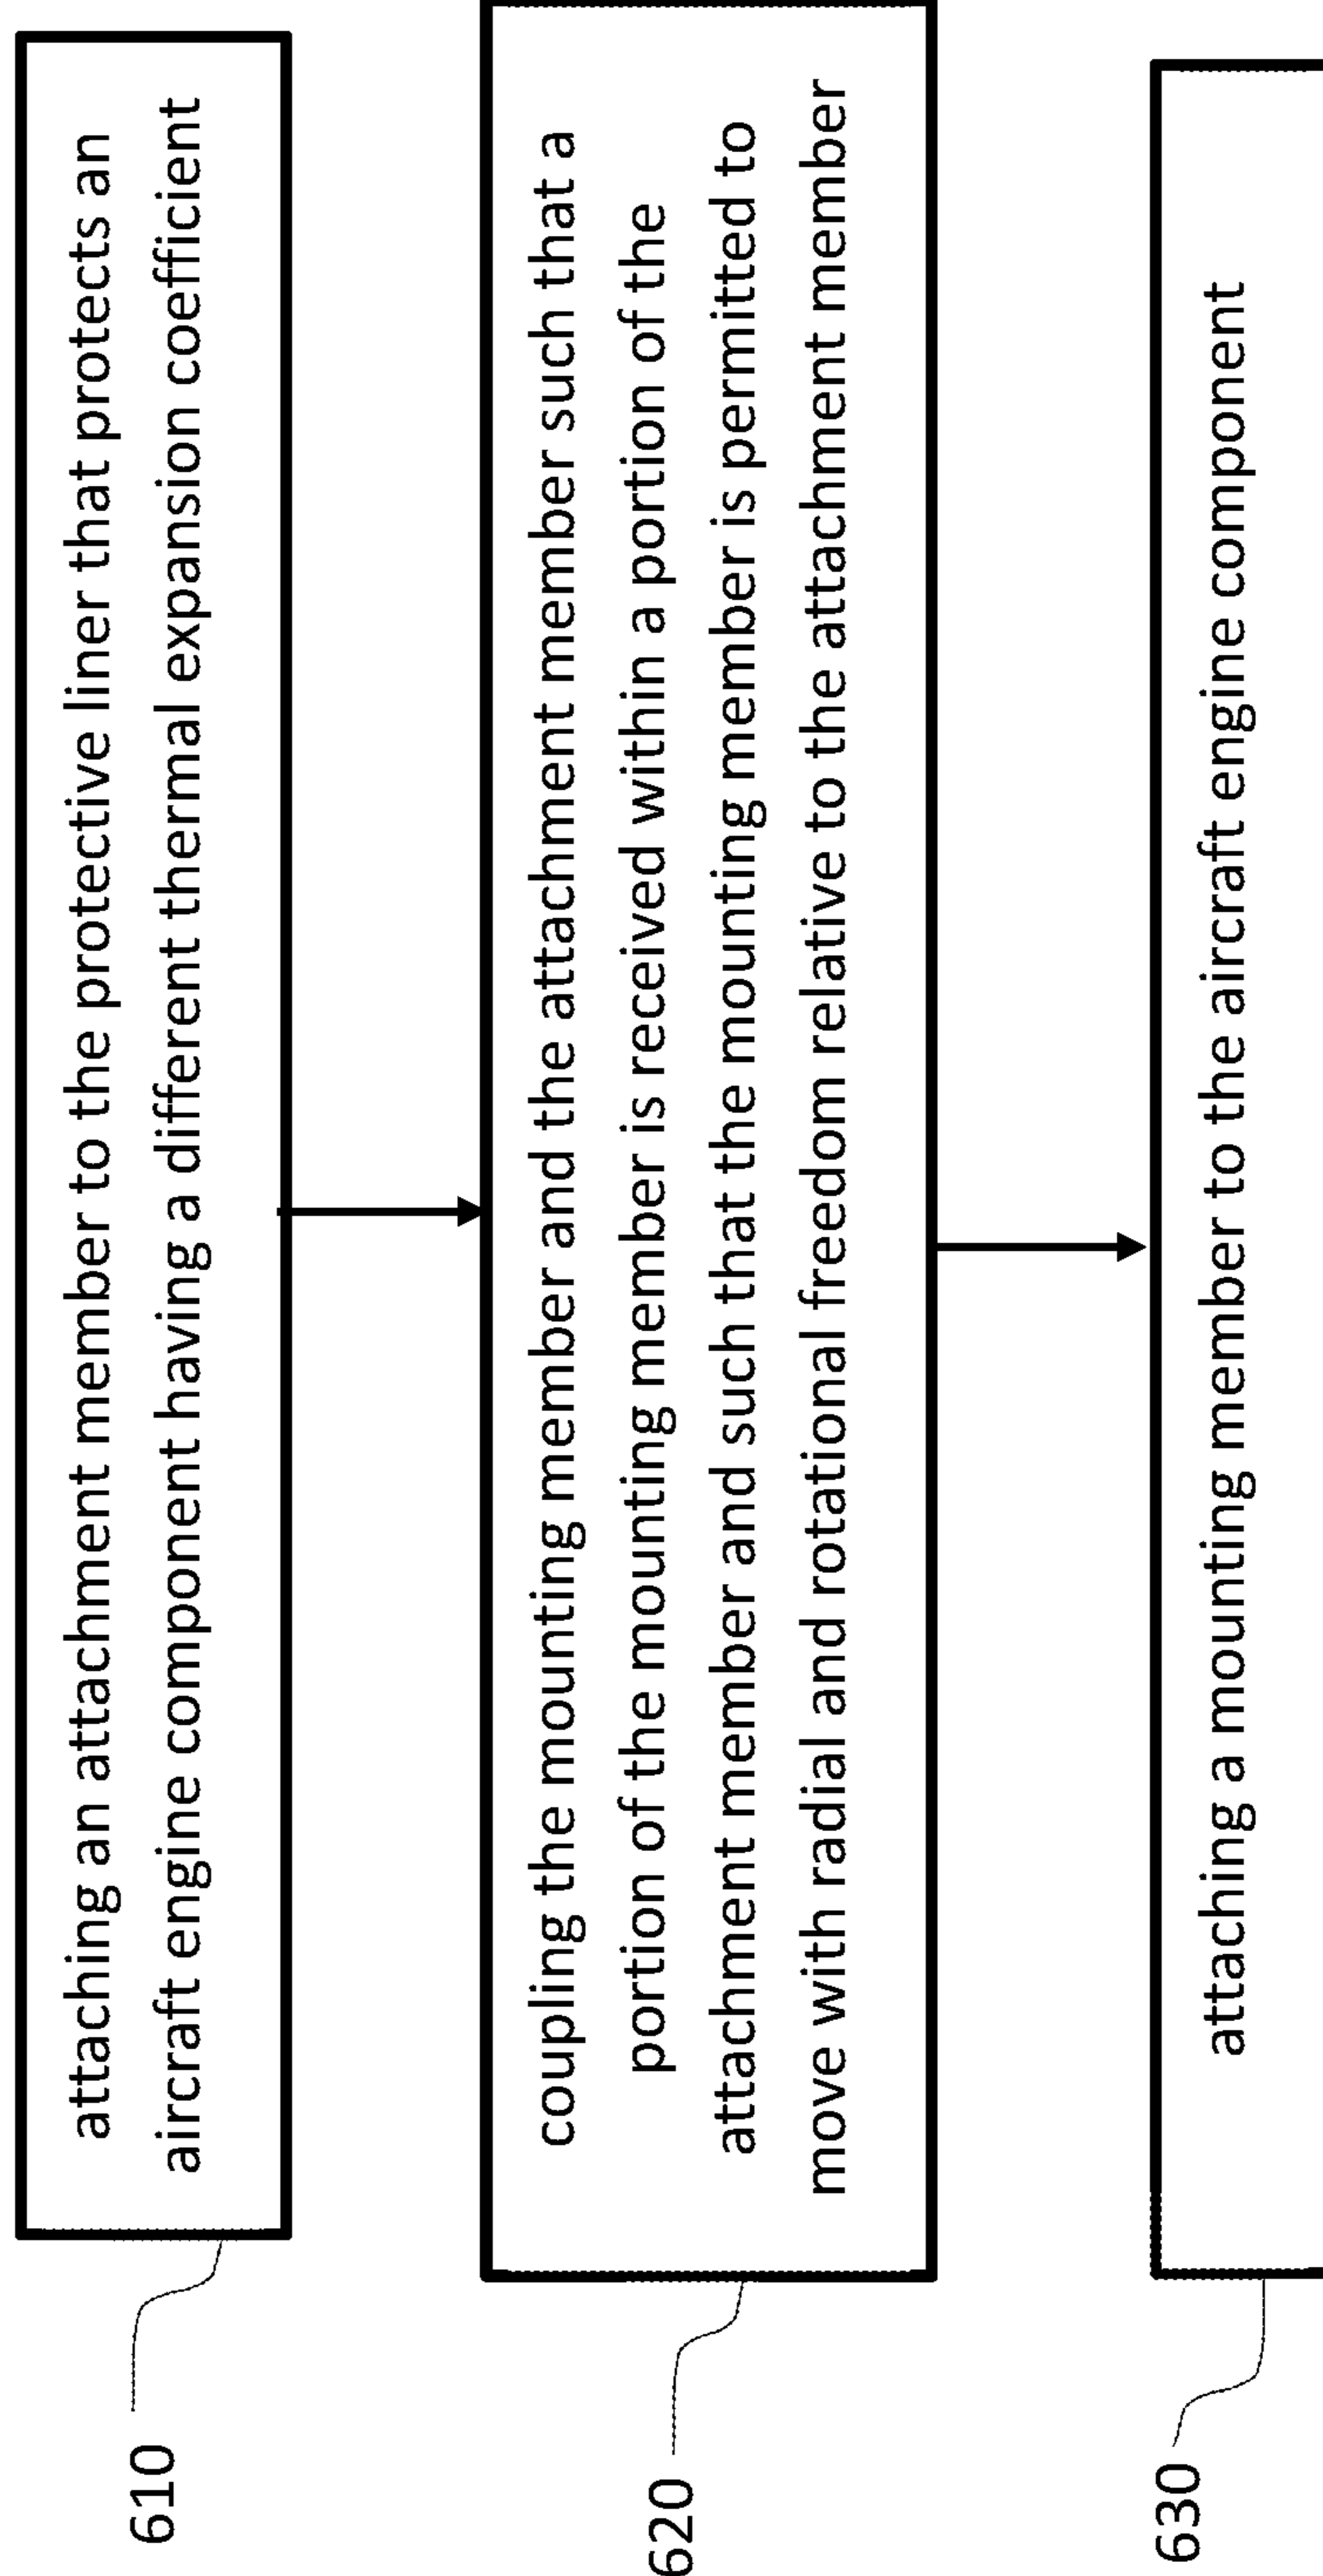 610
attaching an attachment member to the protective liner that protects an
aircraft engine component having a different thermal expansion coefficient
620
coupling the mounting member and the attachment member such that a
portion of the mounting member is received within a portion of the
attachment member and such that the mounting member is permitted to
move with radial and rotational freedom relative to the attachment member
630
attaching a mounting member to the aircraft engine component